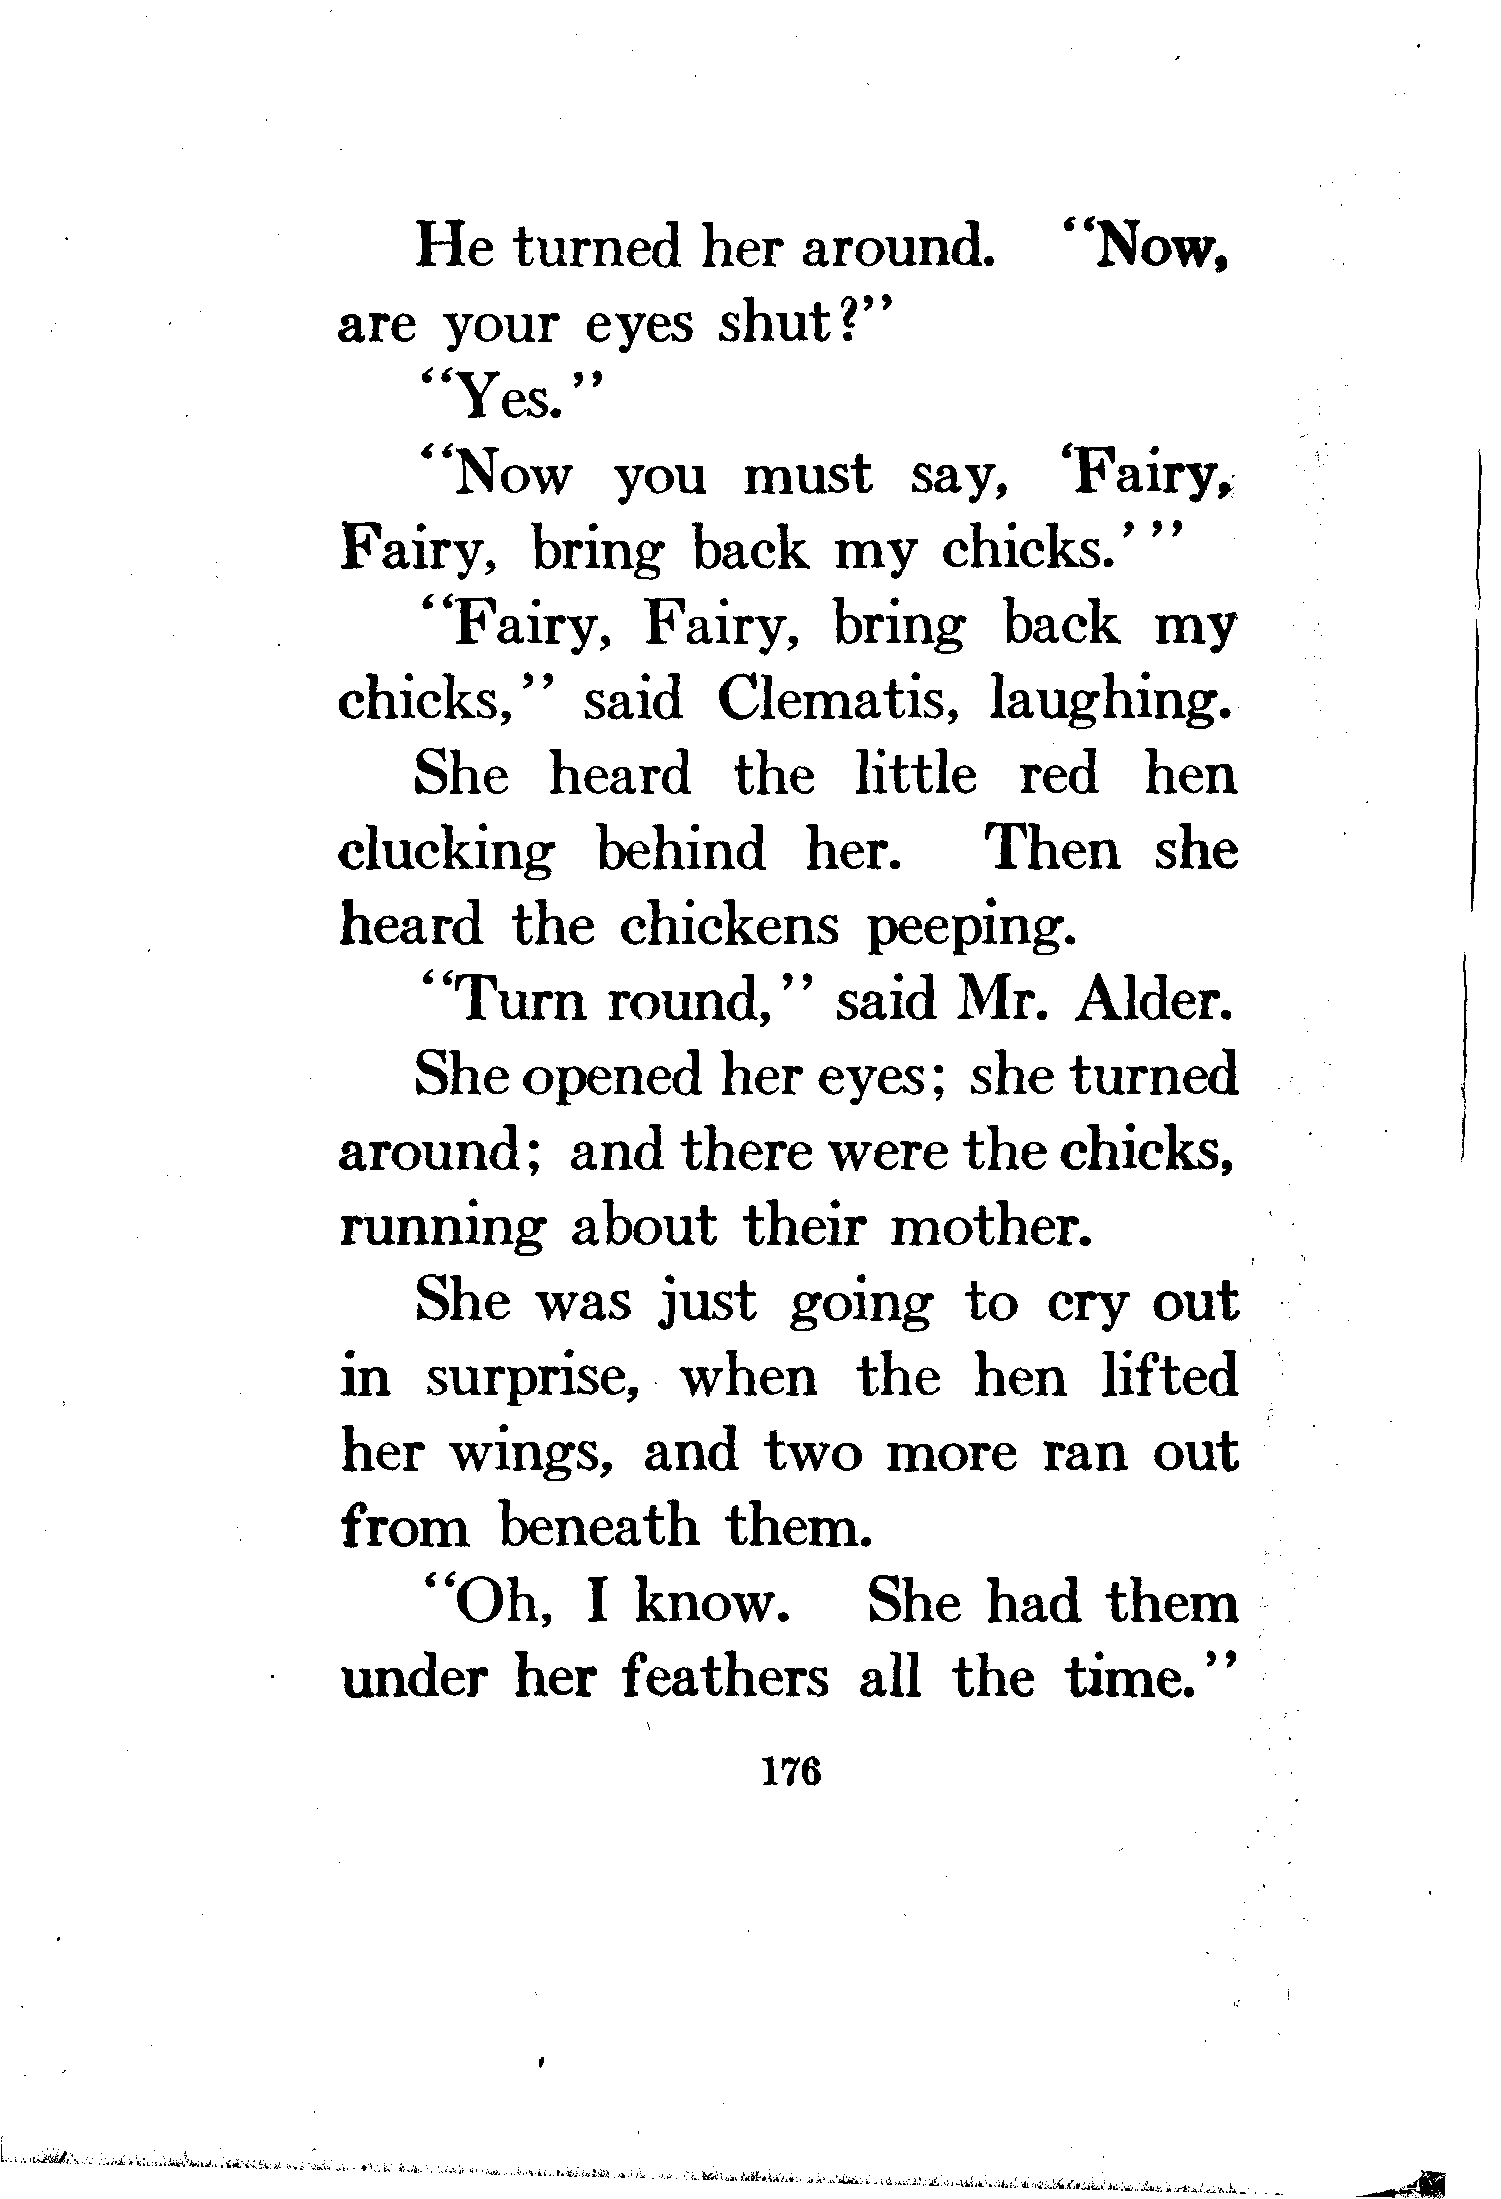 He turned her around. "Now,
are your eyes shut?"
"Yes."
"Now you must say, 'Fairy,
Fairy, bring back my chicks.'"
"Fairy, Fairy, bring back my
chicks," said Clematis, laughing.
She heard the little red hen
clucking behind her. Then she
heard the chickens peeping.
"Turn round," said Mr. Alder.
She opened her eyes; she turned
around; and there were the chicks,
running about their mother.
She was just going to cry out
in surprise, when the hen lifted
her wings, and two more ran out
from beneath them.
"Oh, I know. She had them
under her feathers all the time."
176